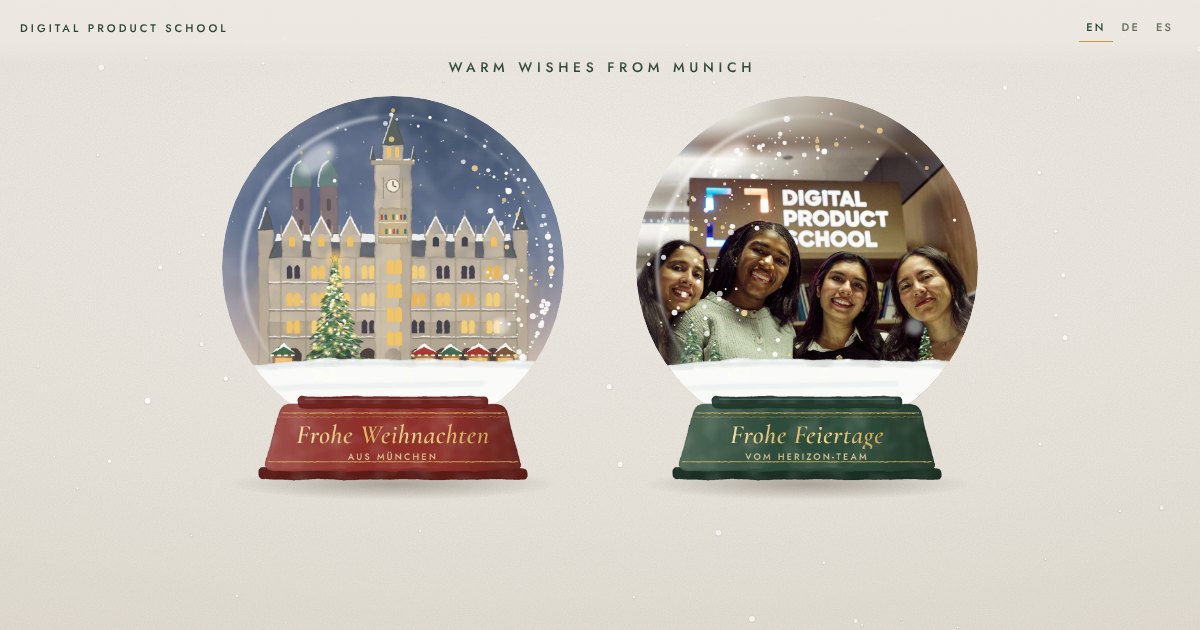 DIGITAL PRODUCT SCHOOL
EN DE ES
WARM WISHES FROM MUNICH
DIGITAL
PRODUCT
SCHOOL
Frohe Weihnachten
AUS MÜNCHEN
Frohe Feiertage
VOM HERIZON-TEAM